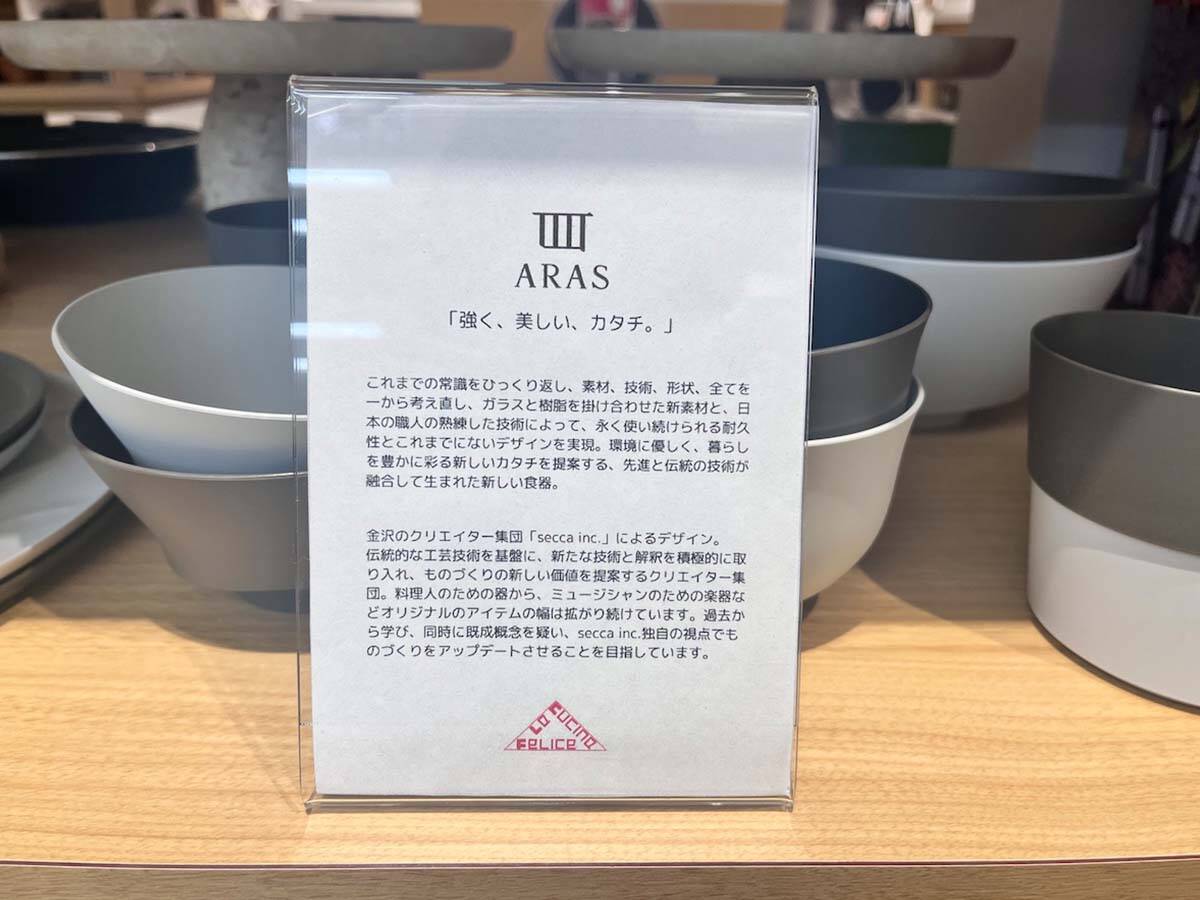 ARAS
「強く、美しい、カタチ。」
これまでの常識をひっくり返し、素材、技術、形状、全てを
一から考え直し、ガラスと樹脂を掛け合わせた新素材と、日
本の職人の熟練した技術によって、永く使い続けられる耐久
性とこれまでにないデザインを実現。環境に優しく、暮らし
を豊かに彩る新しいカタチを提案する、先進と伝統の技術が
融合して生まれた新しい食器。
金沢のクリエイター集団「secca inc.」によるデザイン。
伝統的な工芸技術を基盤に、新たな技術と解釈を積極的に取
り入れ、ものづくりの新しい価値を提案するクリエイター集
団。料理人のための器から、ミュージシャンのための楽器な
どオリジナルのアイテムの幅は拡がり続けています。過去か
ら学び、同時に既成概念を疑い、secca inc.独自の視点でも
のづくりをアップデートさせることを目指しています。
La Cucina
FeLICe